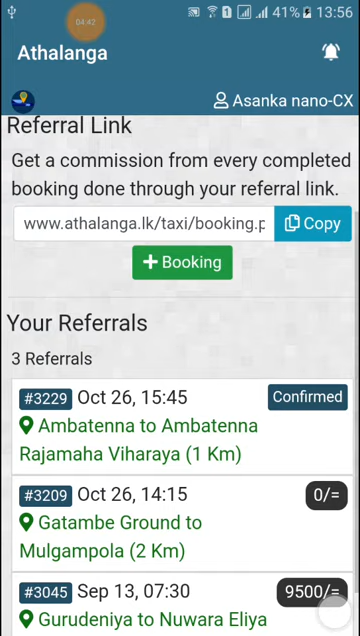 04:42
1
41%
13:56
Athalanga
Asanka nano-CX
Referral Link
Get a commission from every completed
booking done through your referral link.
www.athalanga.lk/taxi/booking.p
Copy
Booking
Your Referrals
3 Referrals
#3229 Oct 26, 15:45 Confirmed
Ambatenna to Ambatenna
Rajamaha Viharaya (1 Km)
#3209 Oct 26, 14:15 0/=
Gatambe Ground to
Mulgampola (2 Km)
#3045 Sep 13, 07:30 9500/=
Gurudeniya to Nuwara Eliya